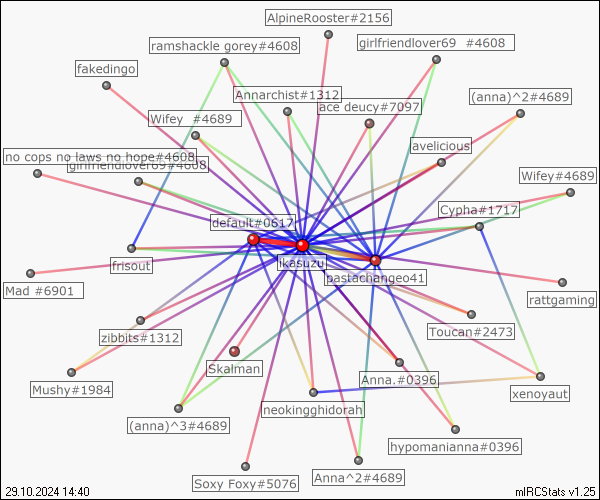 AlpineRooster#2156
ramshackle gorey#4608
girlfriendlover69 #4608
fakedingo
Annarchist#1312
ace deucy#7097
(anna)^2#4689
Wifey #4689
avelicious
no cops no laws no hope#4608
girlfriendlover69#4608
Wifey#4689
Cypha#1717
default#0617
ikasuzu
frisout
pastachangeo41
Mad #6901
rattgaming
zibbits#1312
Toucan#2473
Skalman
Anna.#0396
Mushy#1984
xenoyaut
neokingghidorah
(anna)^3#4689
hypomanianna#0396
Anna^2#4689
Soxy Foxy#5076
29.10.2024 14:40
mIRCStats v1.25